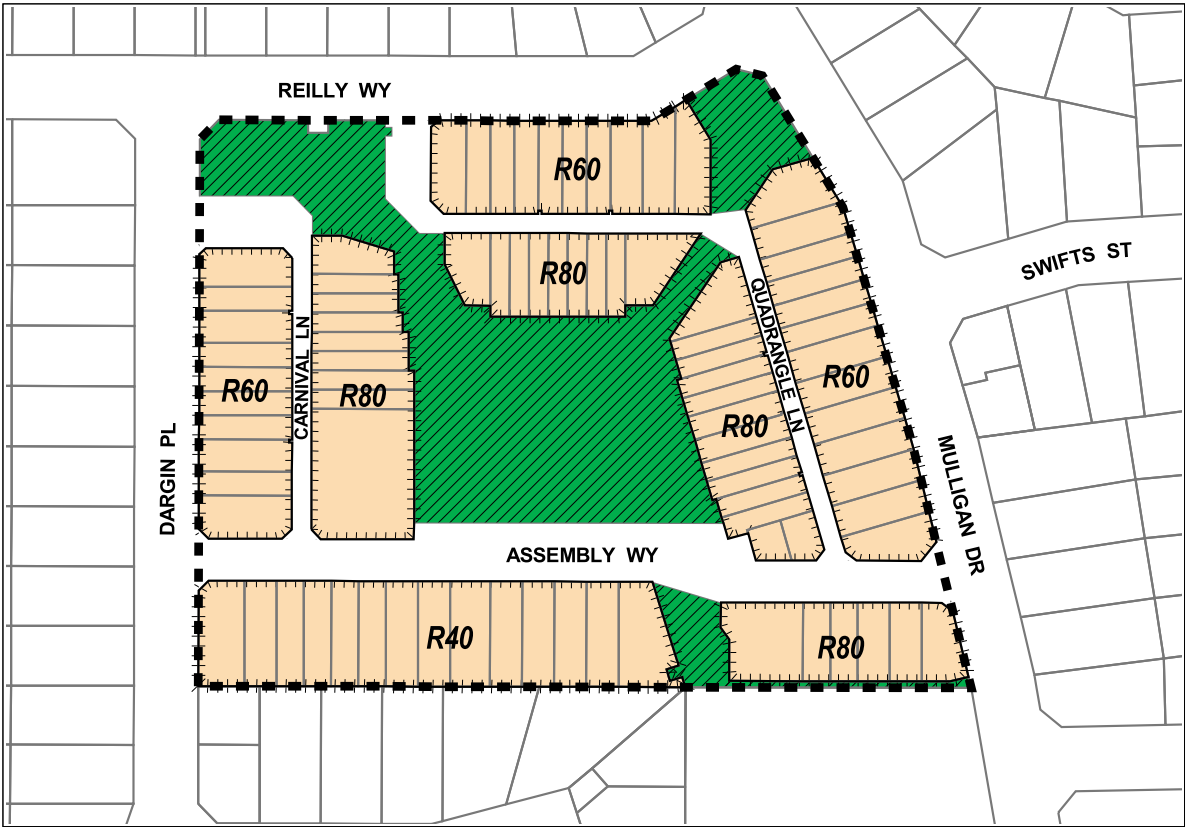 REILLY WY
R60
SWIFTS ST
R80
QUADRANGLE LN
R60
R60
CARNIVAL LN
R80
R80
DARGIN PL
MULLIGAN DR
ASSEMBLY WY
R40
R80